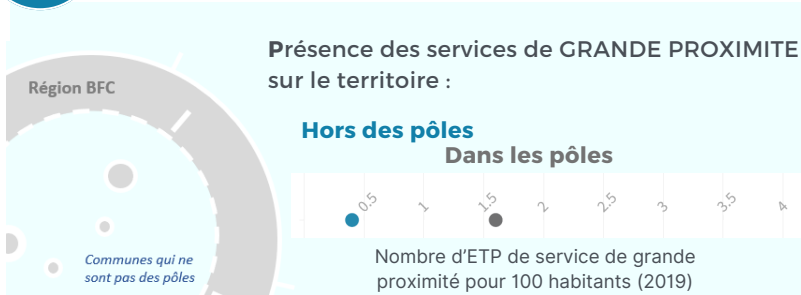 Présence des services de GRANDE PROXIMITE
sur le territoire :
Région BFC
Hors des pôles
Dans les pôles
0.5 1 1.5 2 2.5 3 3.5 4
Nombre d'ETP de service de grande
proximité pour 100 habitants (2019)
Communes qui ne
sont pas des pôles